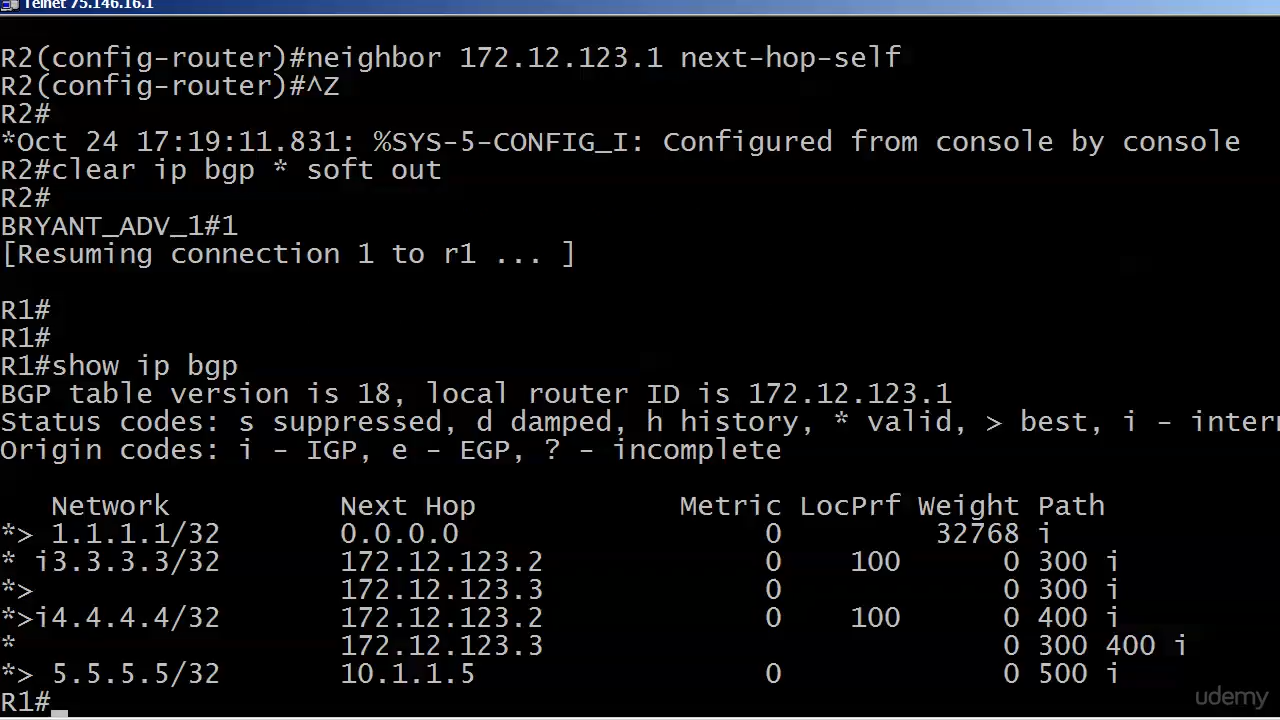 Telnet 75.146.16.1
R2(config-router)#neighbor 172.12.123.1 next-hop-self
R2(config-router)#^Z
R2#
*Oct 24 17:19:11.831: %SYS-5-CONFIG_I: Configured from console by console
R2#clear ip bgp * soft out
R2#
BRYANT_ADV_1#1
[Resuming connection 1 to r1 ... ]
R1#
R1#
R1#show ip bgp
BGP table version is 18, local router ID is 172.12.123.1
Status codes: s suppressed, d damped, h history, * valid, > best, i - intern
Origin codes: i - IGP, e - EGP, ? - incomplete
Network Next Hop Metric LocPrf Weight Path
*> 1.1.1.1/32 0.0.0.0 0 32768 i
* i3.3.3.3/32 172.12.123.2 0 100 0 300 i
*> 172.12.123.3 0 0 300 i
*>i4.4.4.4/32 172.12.123.2 0 100 0 400 i
* 172.12.123.3 0 300 400 i
*> 5.5.5.5/32 10.1.1.5 0 0 500 i
R1#
udemy